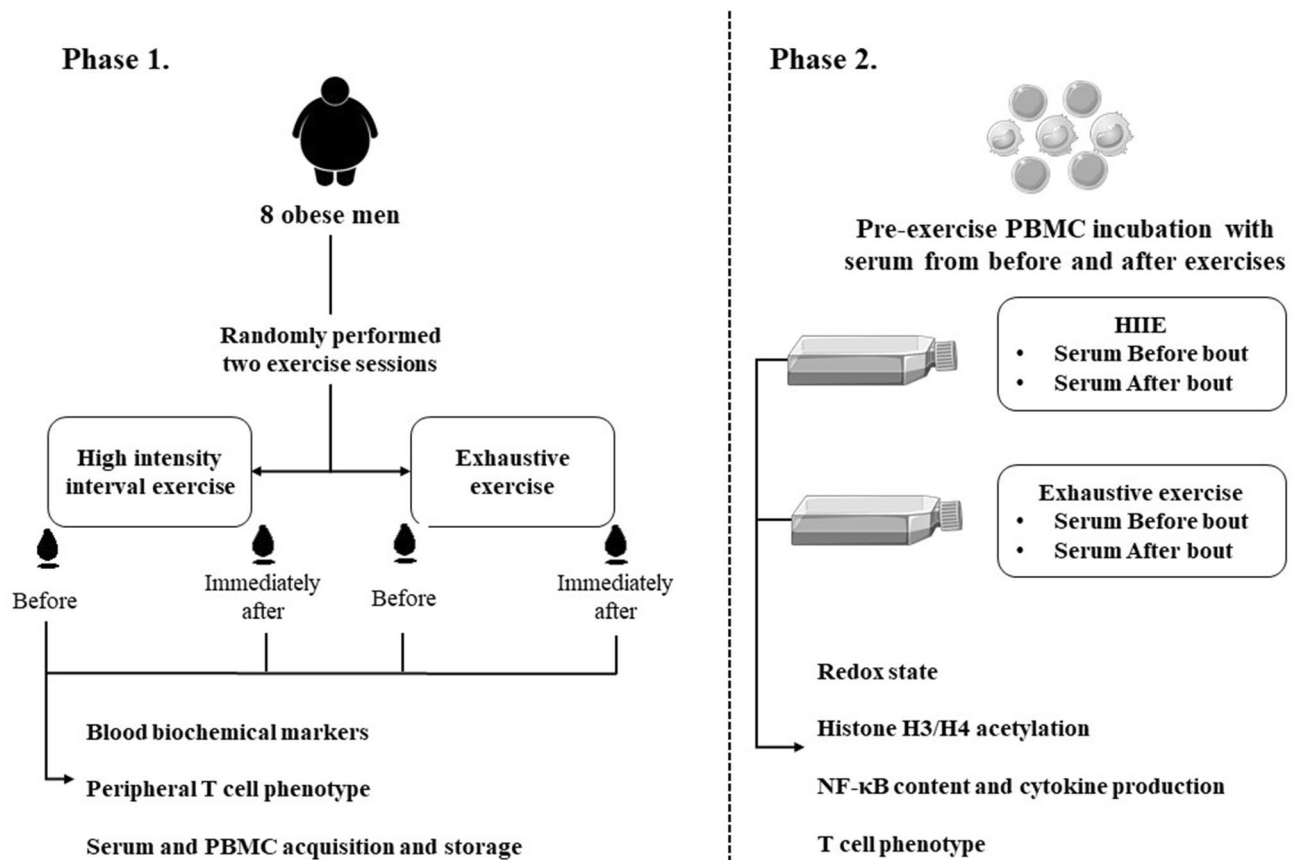 Phase 1.
8 obese men
Randomly performed
two exercise sessions
High intensity
interval exercise
Exhaustive
exercise
Before
Immediately
after
Before
Immediately
after
Blood biochemical markers
Peripheral T cell phenotype
Serum and PBMC acquisition and storage
Phase 2.
Pre-exercise PBMC incubation with
serum from before and after exercises
HIIE
• Serum Before bout
• Serum After bout
Exhaustive exercise
• Serum Before bout
• Serum After bout
Redox state
Histone H3/H4 acetylation
NF-κB content and cytokine production
T cell phenotype